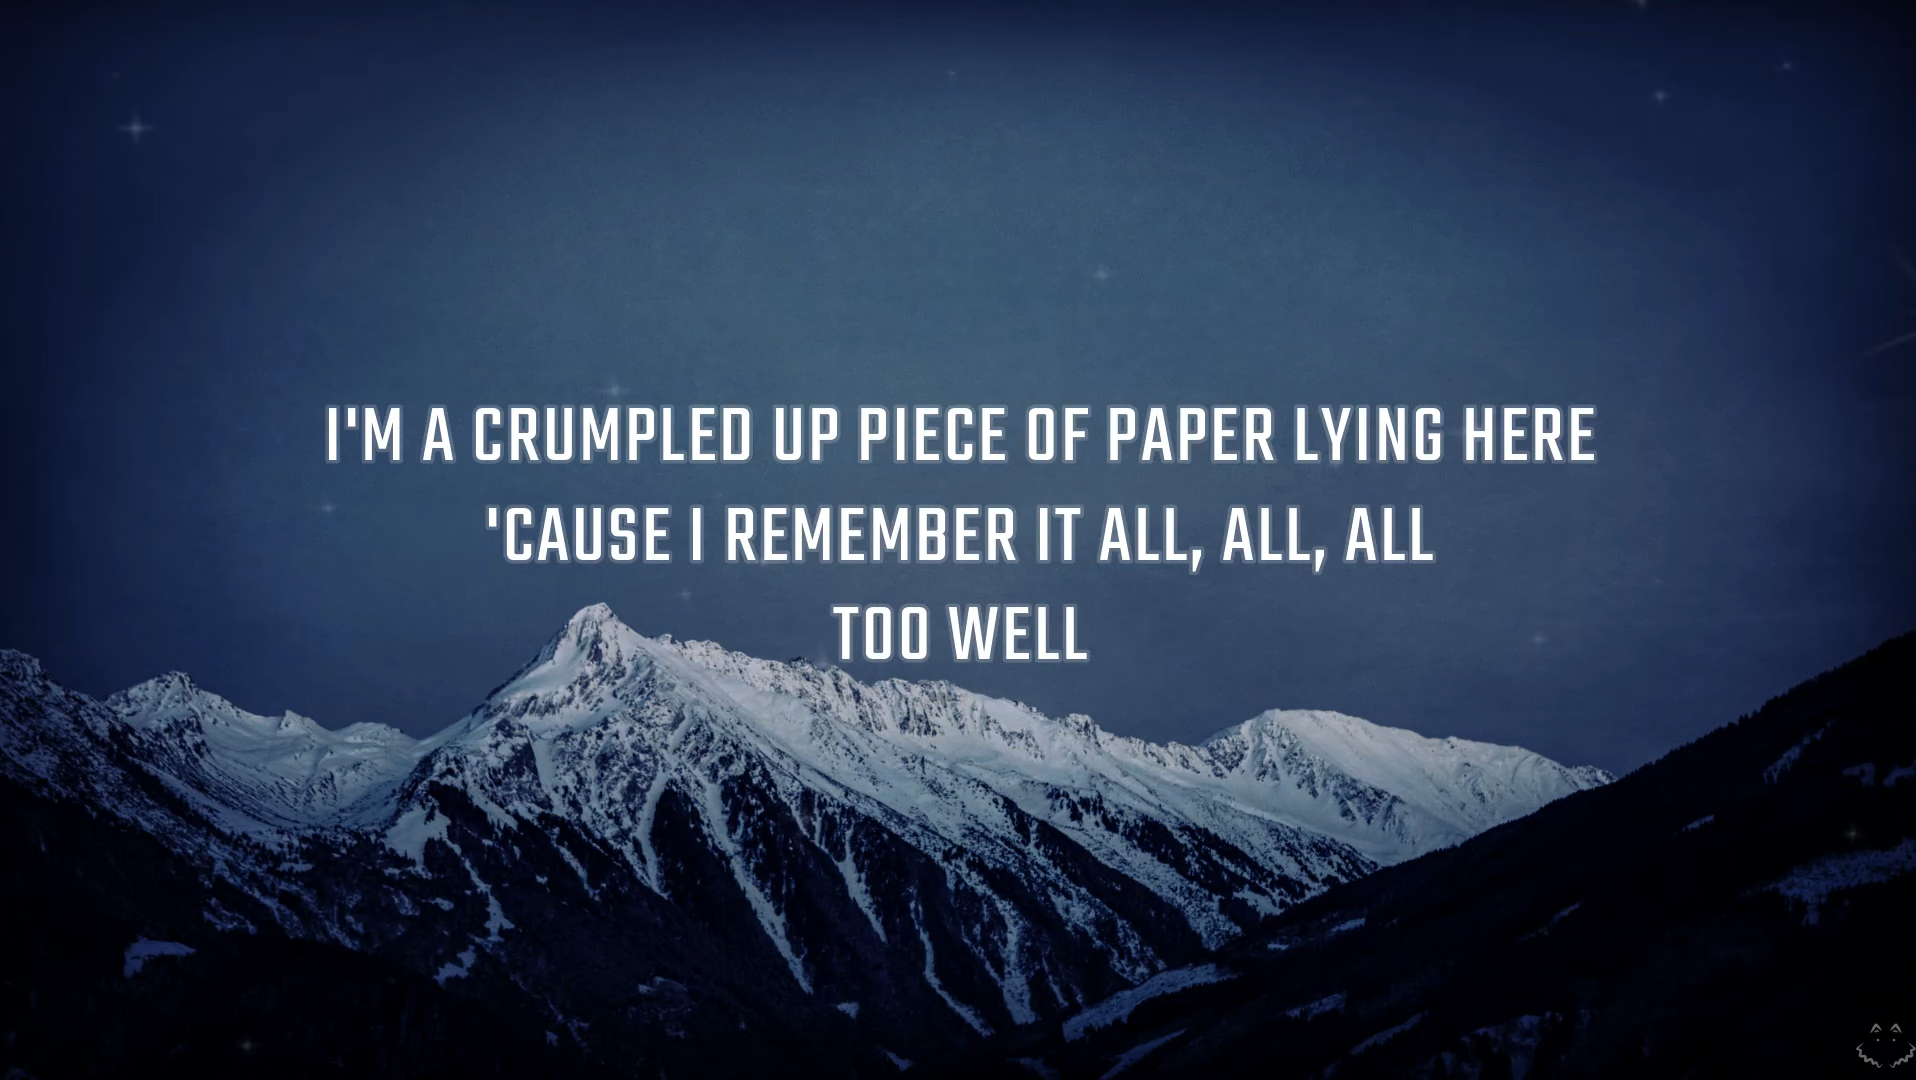 I'M A CRUMPLED UP PIECE OF PAPER LYING HERE
'CAUSE I REMEMBER IT ALL, ALL, ALL
TOO WELL